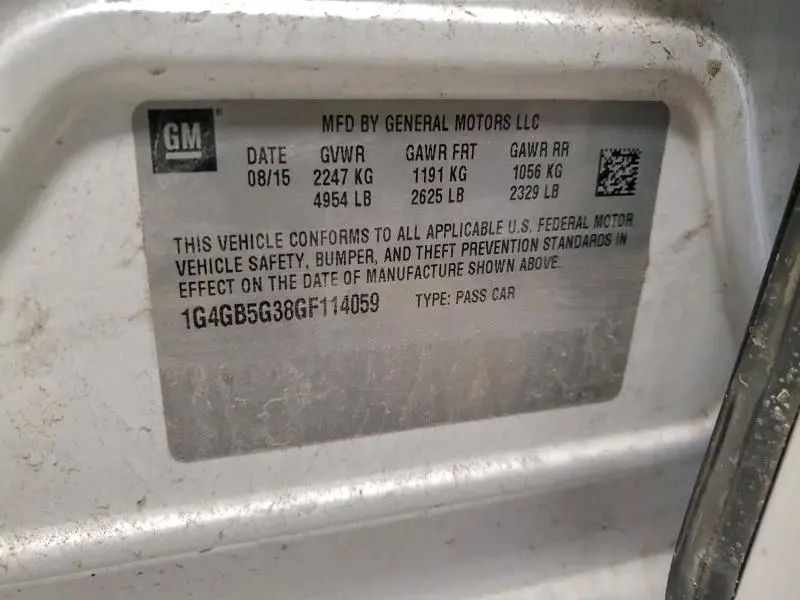 GM
MFD BY GENERAL MOTORS LLC
DATE GVWR GAWR FRT GAWR RR
08/15 2247 KG 1191 KG 1056 KG
4954 LB 2625 LB 2329 LB
THIS VEHICLE CONFORMS TO ALL APPLICABLE U.S. FEDERAL MOTOR
VEHICLE SAFETY, BUMPER, AND THEFT PREVENTION STANDARDS IN
EFFECT ON THE DATE OF MANUFACTURE SHOWN ABOVE.
1G4GB5G38GF114059 TYPE: PASS CAR